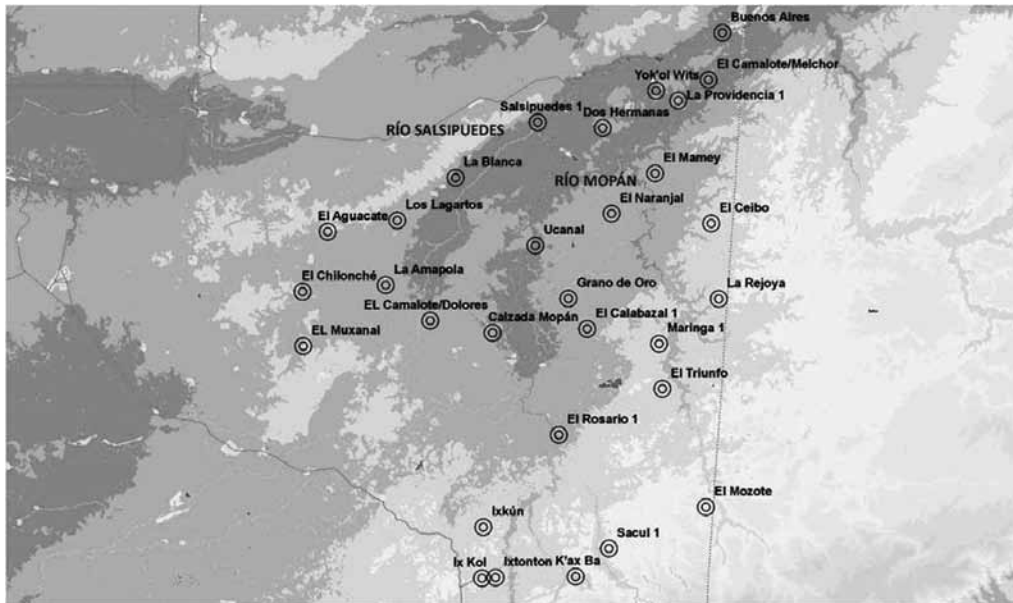 Buenos Aires
El Camalote/Melchor
Yok'ol Wits
La Providencia 1
Salsipuedes 1
Dos Hermanas
RÍO SALSIPUEDES
La Blanca
El Mamey
RÍO MOPÁN
El Naranjal
Los Lagartos
El Aguacate
El Ceibo
Ucanal
El Chilonché
La Amapola
Grano de Oro
La Rejoya
EL Camalote/Dolores
Calzada Mopán
El Calabazal 1
EL Muxanal
Maringa 1
El Triunfo
El Rosario 1
El Mozote
Ixkún
Sacul 1
Ix Kol
Ixtonton
K'ax Ba